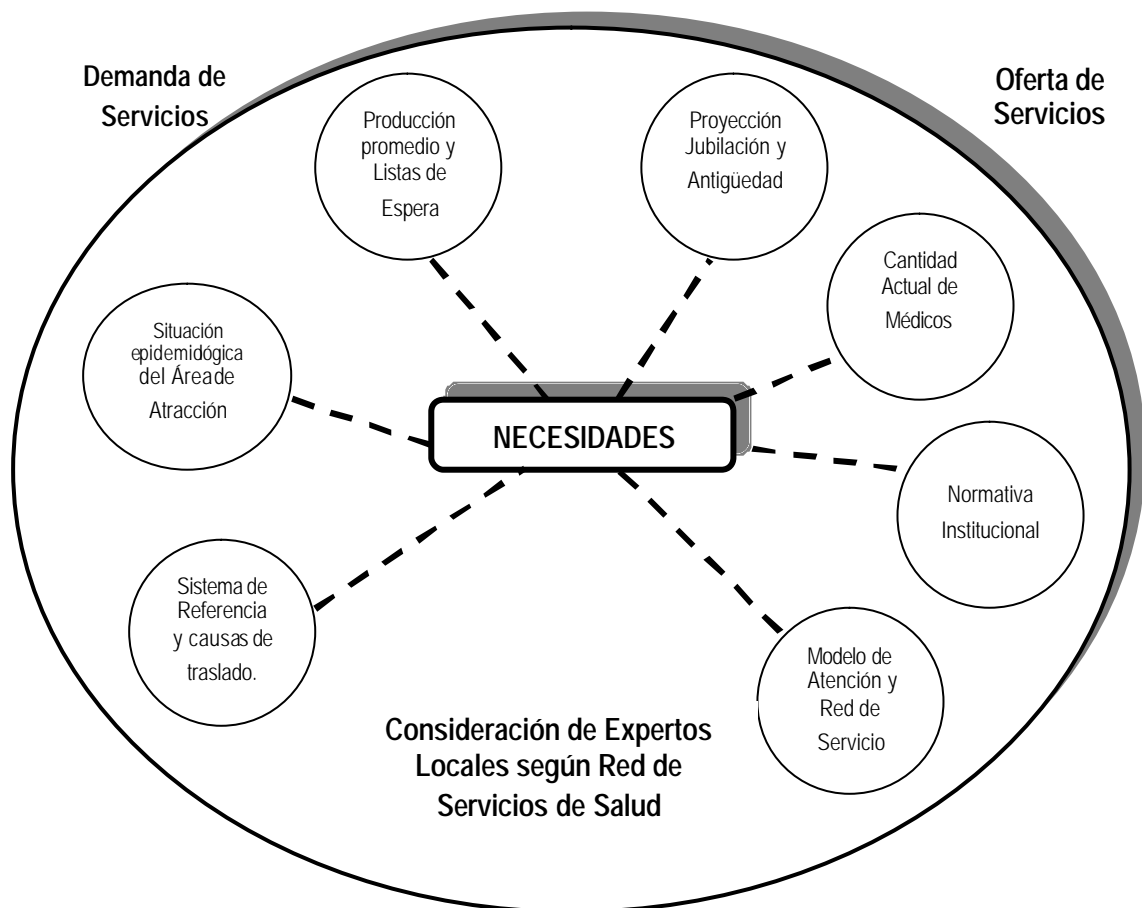 Demanda de
Servicios
Oferta de
Servicios
Producción
promedio y
Listas de
Espera
Proyección
Jubilación y
Antigüedad
Cantidad
Actual de
Médicos
Situación
epidemidógica
del Áreade
Atracción
NECESIDADES
Normativa
Institucional
Sistema de
Referencia
y causas de
traslado.
Modelo de
Atención y
Red de
Servicio
Consideración de Expertos
Locales según Red de
Servicios de Salud